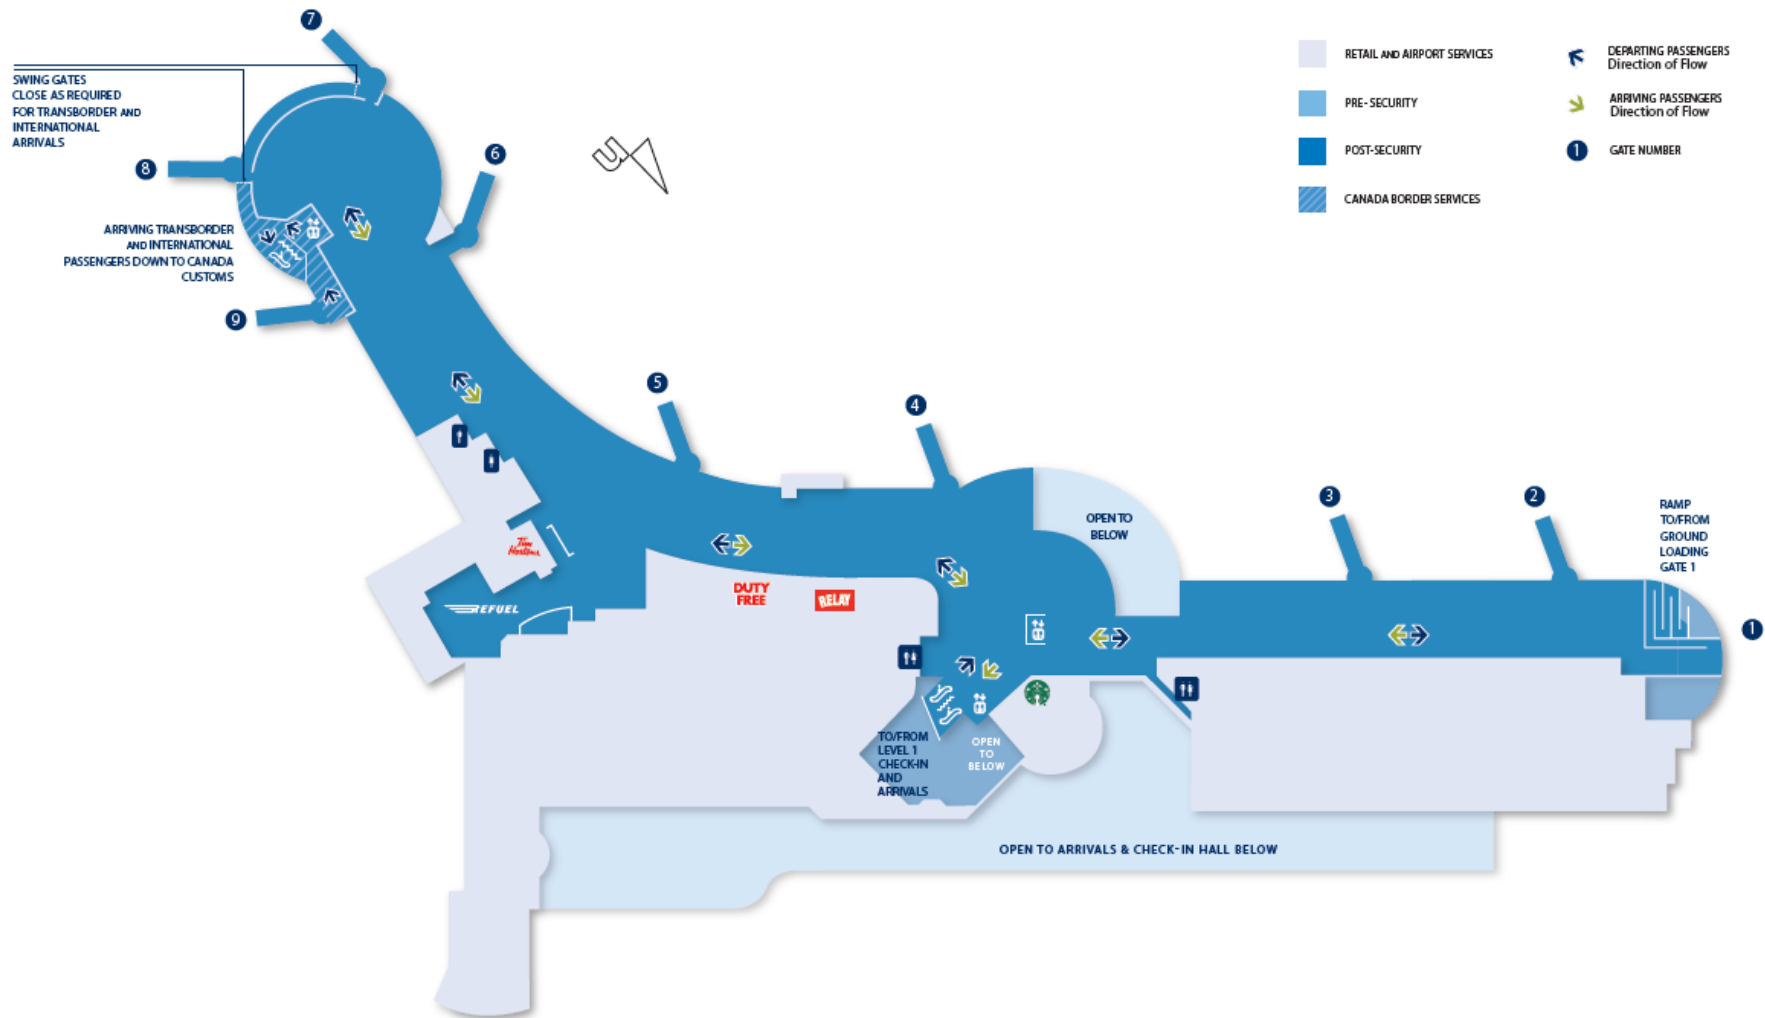 7
SWING GATES
CLOSE AS REQUIRED
FOR TRANSBORDER AND
INTERNATIONAL
ARRIVALS
8
6
ARRIVING TRANSBORDER
AND INTERNATIONAL
PASSENGERS DOWN TO CANADA
CUSTOMS
9
RETAIL AND AIRPORT SERVICES
PRE- SECURITY
POST-SECURITY
CANADA BORDER SERVICES
DEPARTING PASSENGERS
Direction of Flow
ARRIVING PASSENGERS
Direction of Flow
1
GATE NUMBER
5
4
3
2
OPEN TO
BELOW
RAMP
TO/FROM
GROUND
LOADING
GATE 1
1
Tim
Hortons
REFUEL
DUTY
FREE
RELAY
TO/FROM
LEVEL 1
CHECK-IN
AND
ARRIVALS
OPEN
TO
BELOW
OPEN TO ARRIVALS & CHECK-IN HALL BELOW